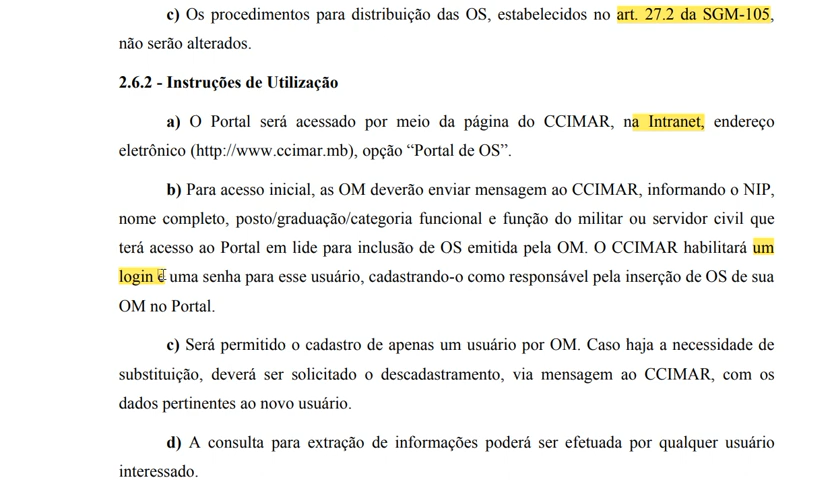 c) Os procedimentos para distribuição das OS, estabelecidos no art. 27.2 da SGM-105,
não serão alterados.
2.6.2 - Instruções de Utilização
a) O Portal será acessado por meio da página do CCIMAR, na Intranet, endereço
eletrônico (http://www.ccimar.mb), opção “Portal de OS”.
b) Para acesso inicial, as OM deverão enviar mensagem ao CCIMAR, informando o NIP,
nome completo, posto/graduação/categoria funcional e função do militar ou servidor civil que
terá acesso ao Portal em lide para inclusão de OS emitida pela OM. O CCIMAR habilitará um
login e uma senha para esse usuário, cadastrando-o como responsável pela inserção de OS de sua
OM no Portal.
c) Será permitido o cadastro de apenas um usuário por OM. Caso haja a necessidade de
substituição, deverá ser solicitado o descadastramento, via mensagem ao CCIMAR, com os
dados pertinentes ao novo usuário.
d) A consulta para extração de informações poderá ser efetuada por qualquer usuário
interessado.